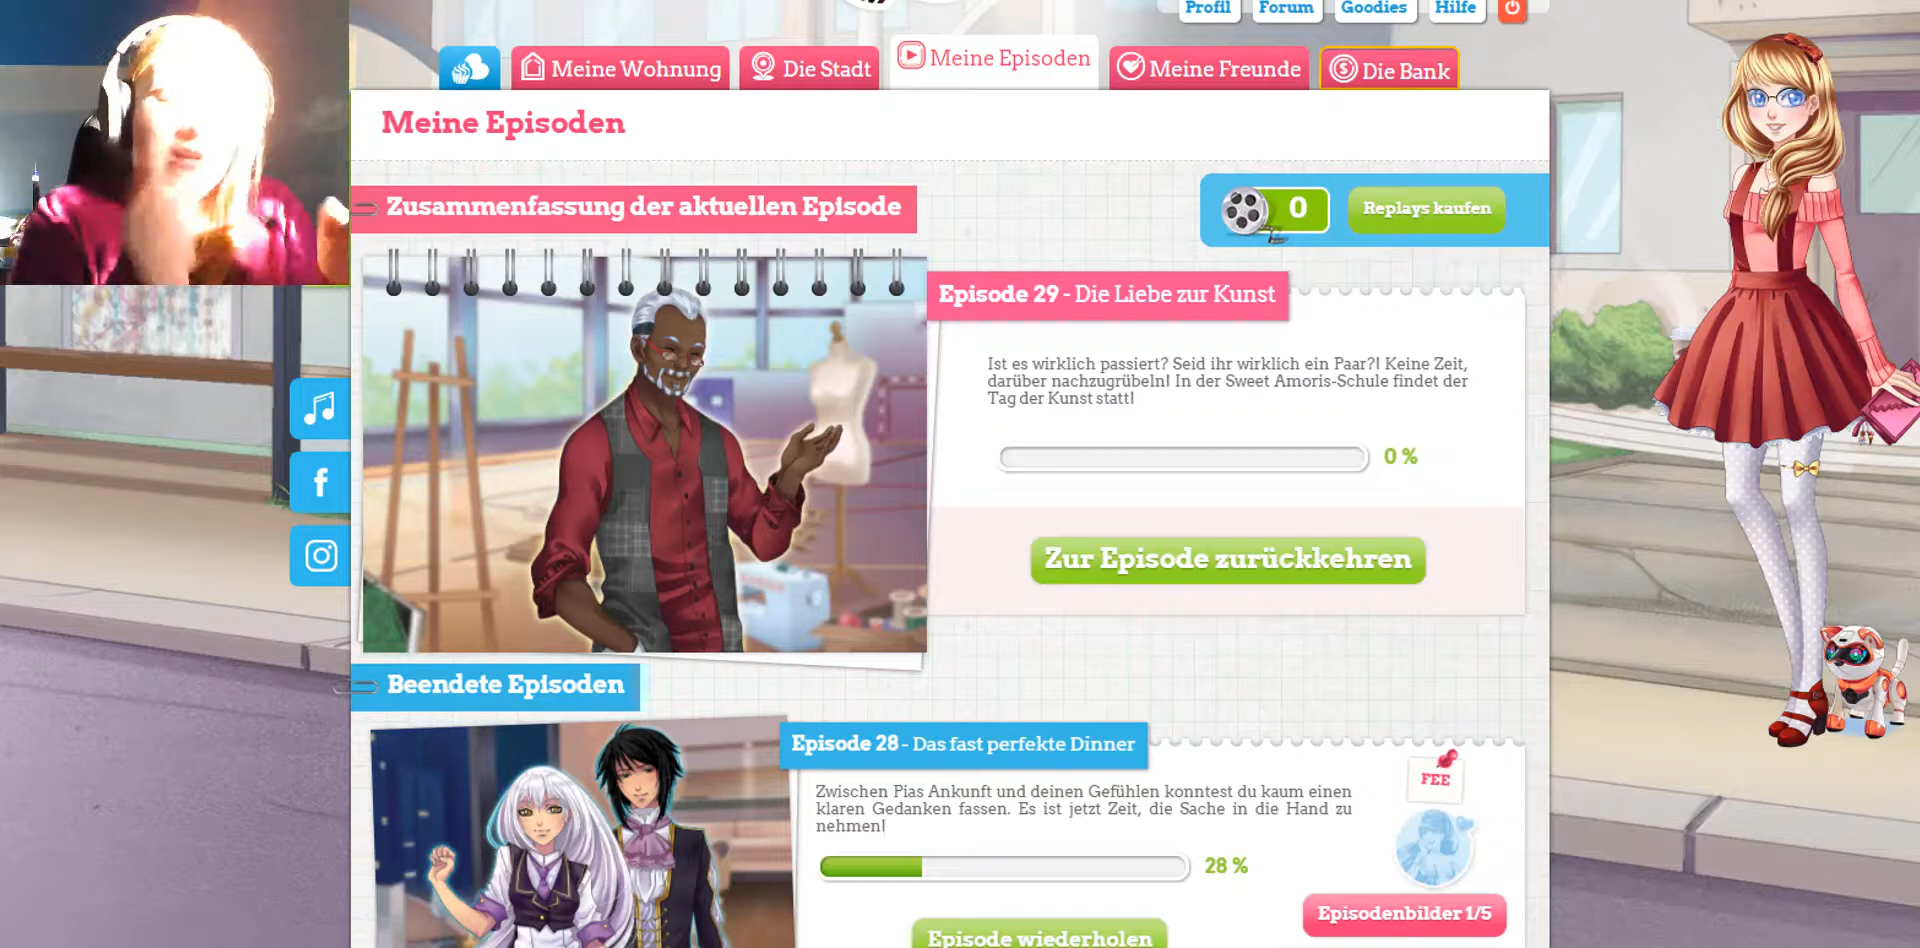 Profil
Forum
Goodies
Hilfe
Meine Wohnung
Die Stadt
Meine Episoden
Meine Freunde
Die Bank
Meine Episoden
Zusammenfassung der aktuellen Episode
0
Replays kaufen
Episode 29 - Die Liebe zur Kunst
Ist es wirklich passiert? Seid ihr wirklich ein Paar?! Keine Zeit,
darüber nachzugrübeln! In der Sweet Amoris-Schule findet der
Tag der Kunst statt!
0 %
Zur Episode zurückkehren
Beendete Episoden
Episode 28 - Das fast perfekte Dinner
Zwischen Pias Ankunft und deinen Gefühlen konntest du kaum einen
klaren Gedanken fassen. Es ist jetzt Zeit, die Sache in die Hand zu
nehmen!
FEE
28 %
Episodenbilder 1/5
Episode wiederholen